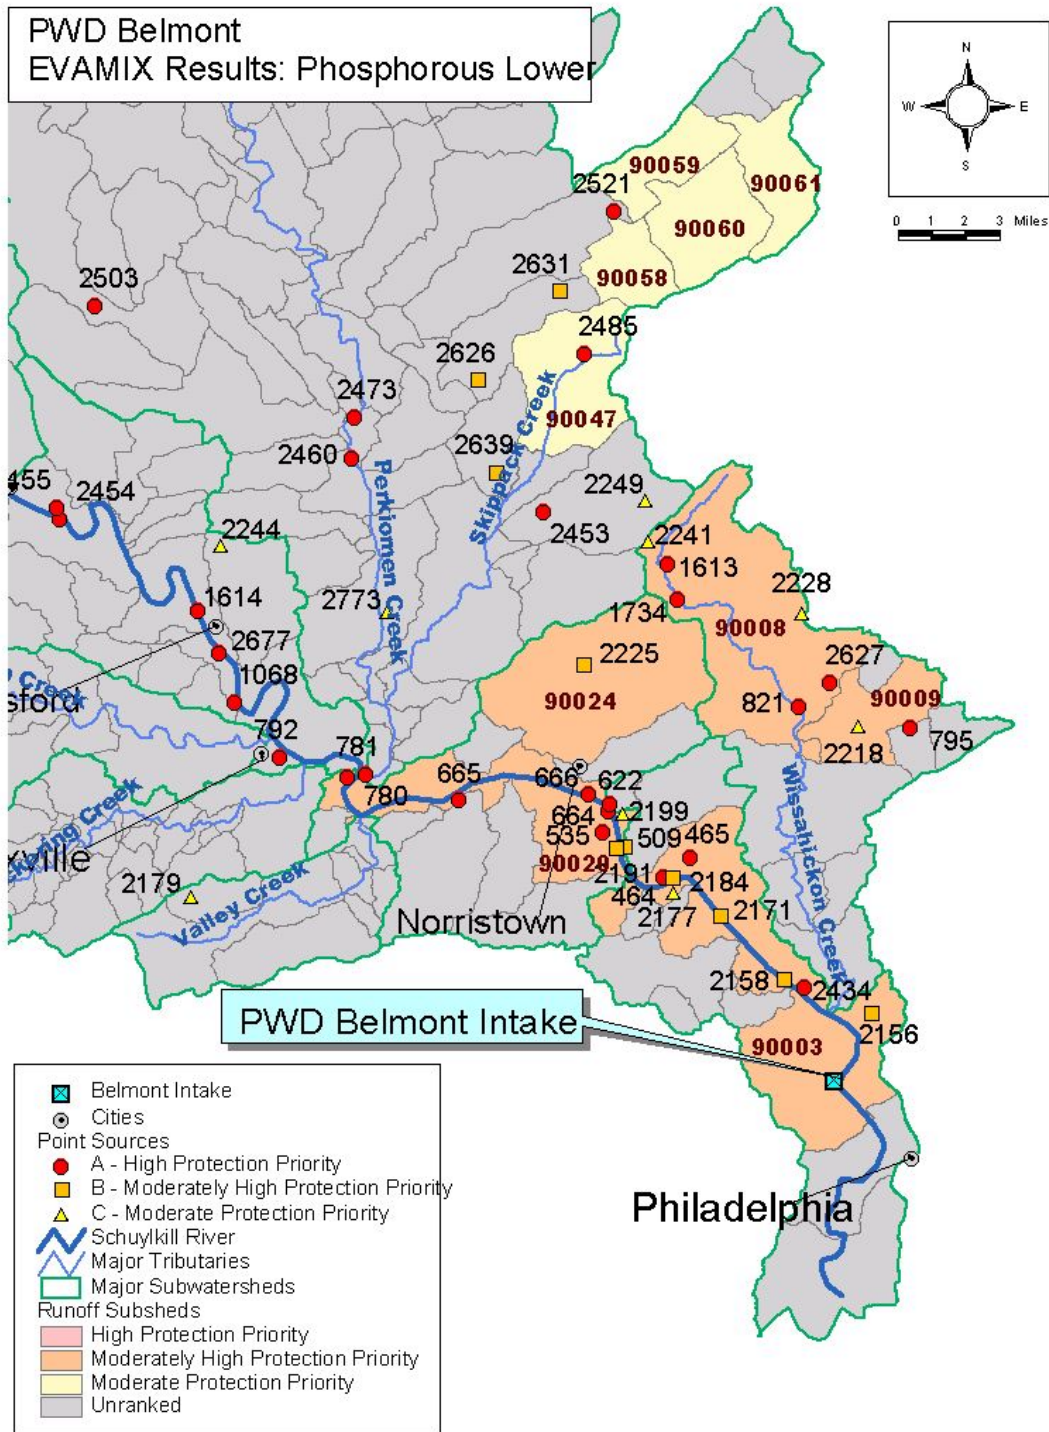 PWD Belmont
EVAMIX Results: Phosphorous Lower
N
W
E
S
0 1 2 3 Miles
90059
90061
2521
90060
2631
90058
2503
2485
2626
2473
90047
2639
2460
Skippack Creek
Perkiomen Creek
455
2454
2249
2244
2453
2241
1613
2228
1614
2773
1734
90008
2677
2225
2627
1068
90024
821
90009
sford
Creek
792
2218
795
781
665
666
622
780
664
2199
Wissahickon Creek
535
509
465
90029
2191
2184
xville
ckering Creek
2179
464
2177
2171
Valley Creek
Norristown
2158
2434
PWD Belmont Intake
90003
2156
Philadelphia
Belmont Intake
Cities
Point Sources
A - High Protection Priority
B - Moderately High Protection Priority
C - Moderate Protection Priority
Schuylkill River
Major Tributaries
Major Subwatersheds
Runoff Subsheds
High Protection Priority
Moderately High Protection Priority
Moderate Protection Priority
Unranked